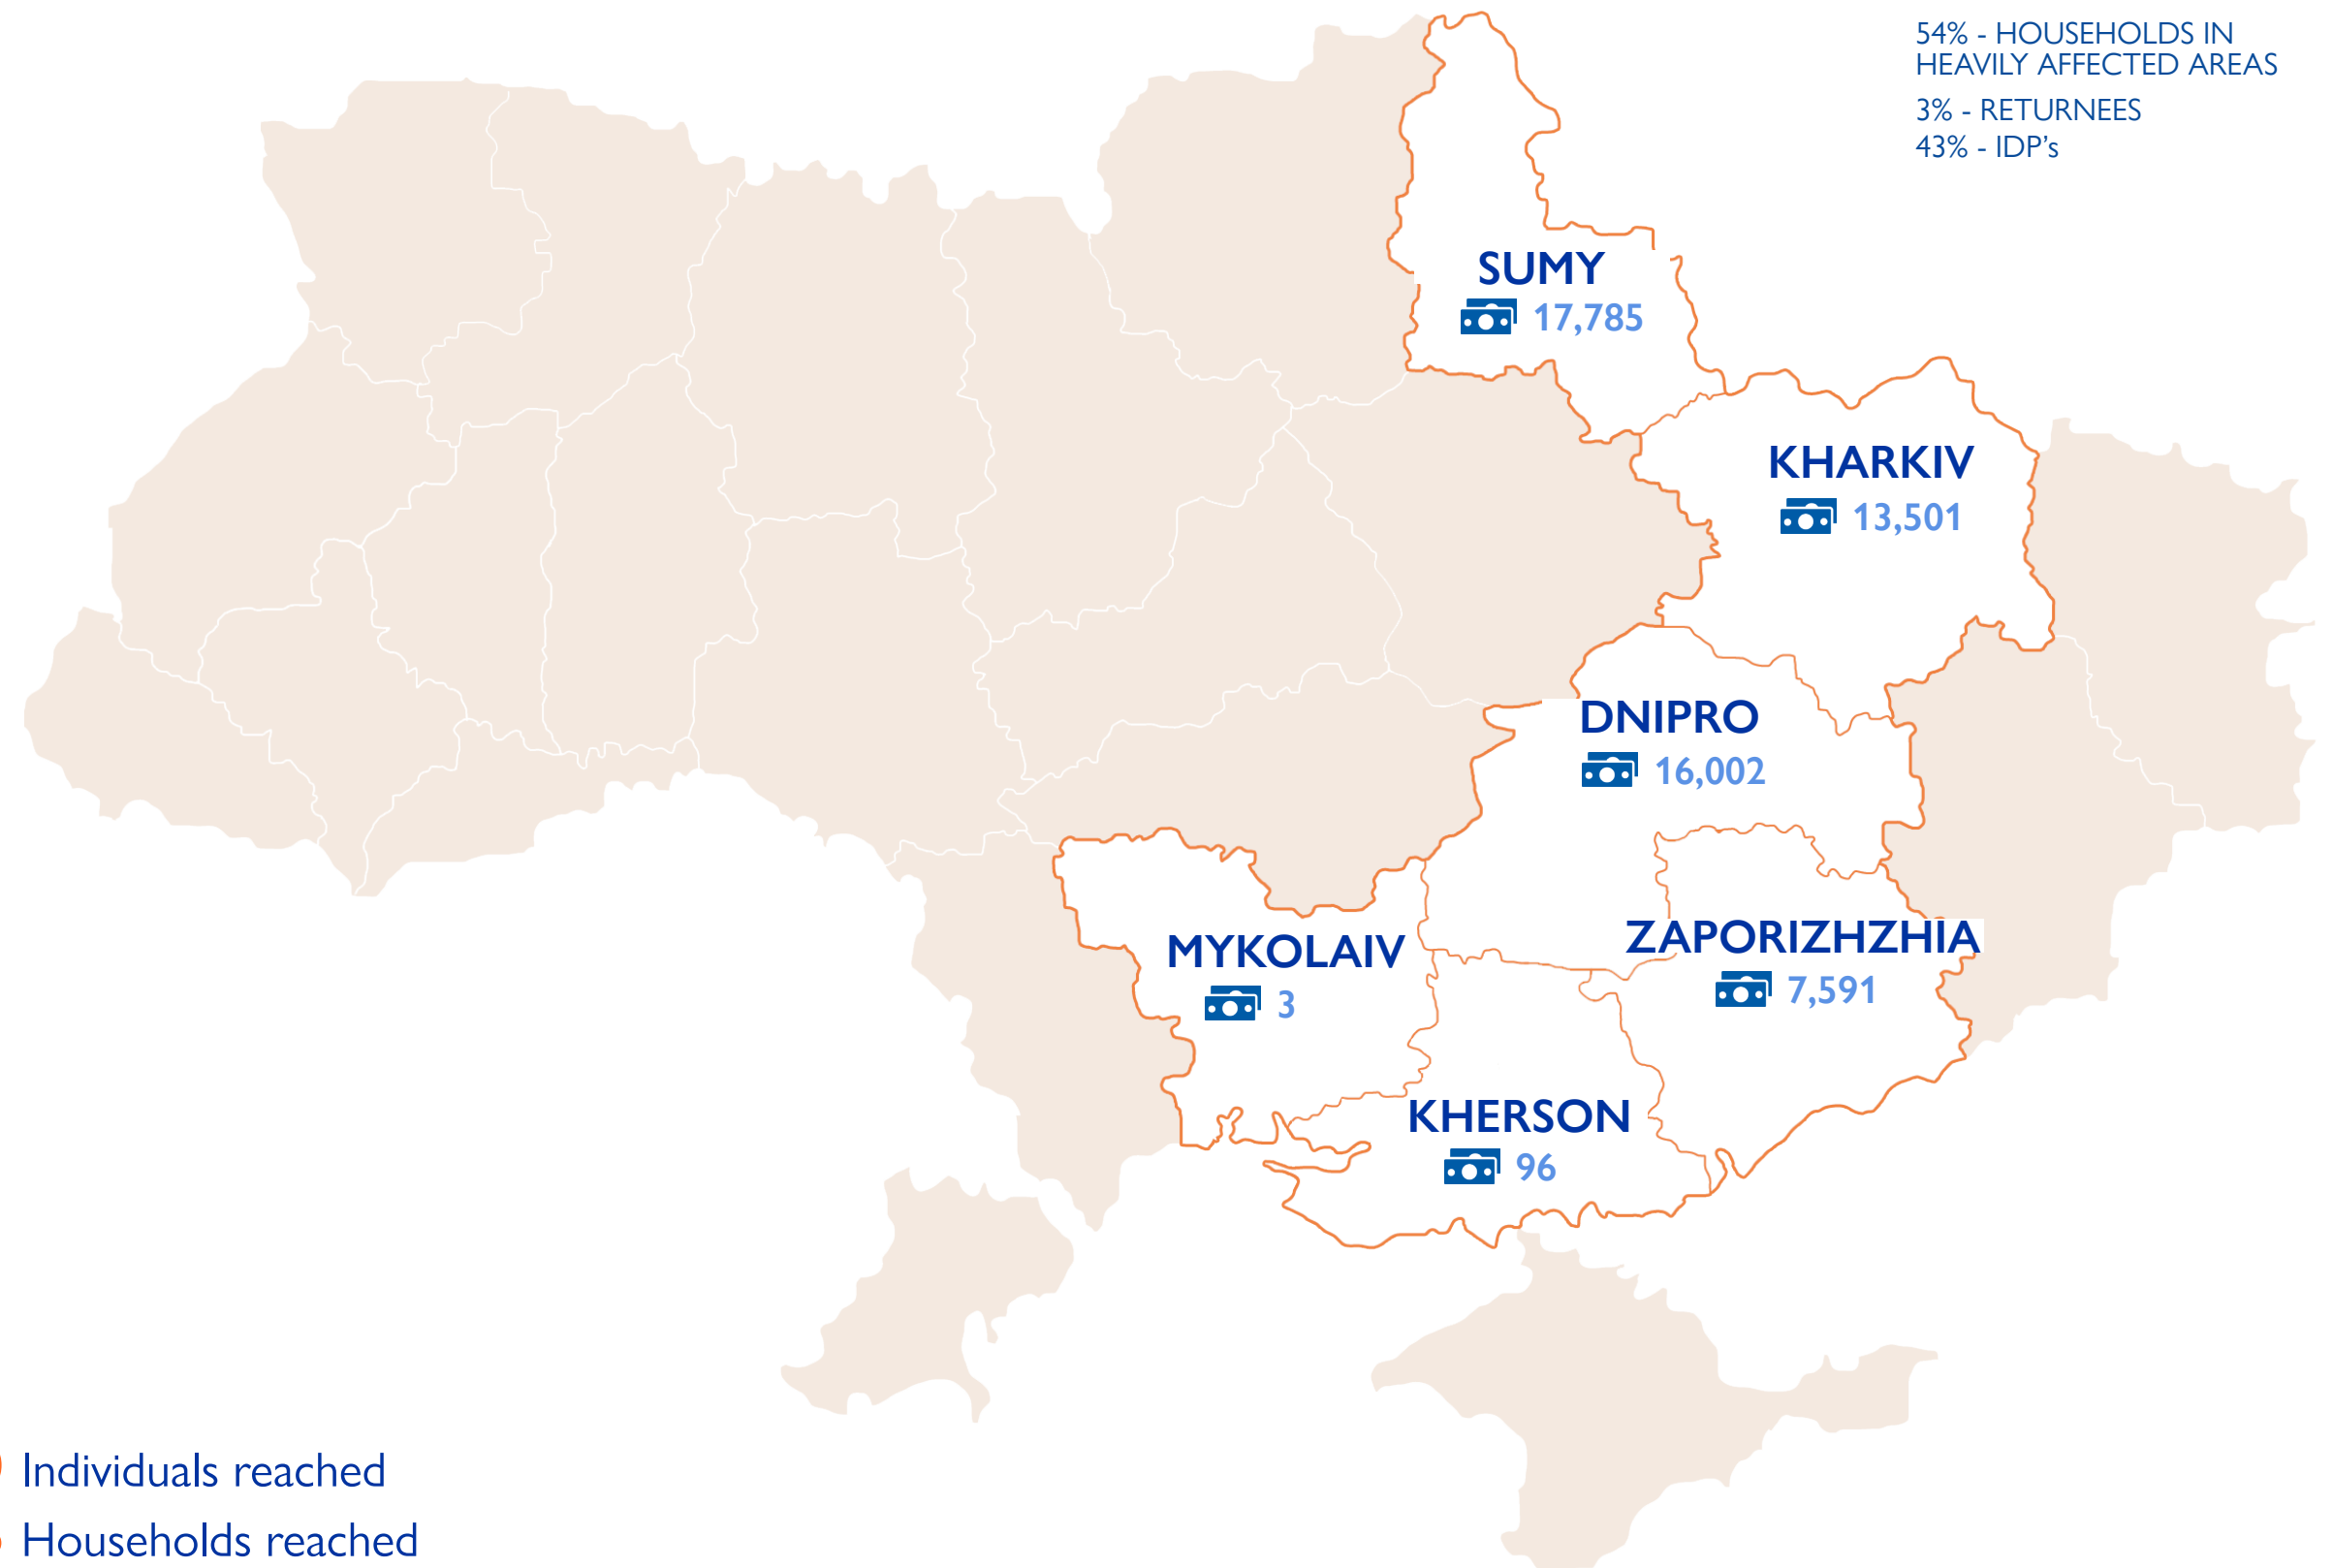 54% - HOUSEHOLDS IN
HEAVILY AFFECTED AREAS
3% - RETURNEES
43% - IDP's
SUMY
17,785
KHARKIV
13,501
DNIPRO
16,002
ZAPORIZHZHIA
7,591
MYKOLAIV
3
KHERSON
96
Individuals reached
Households reached